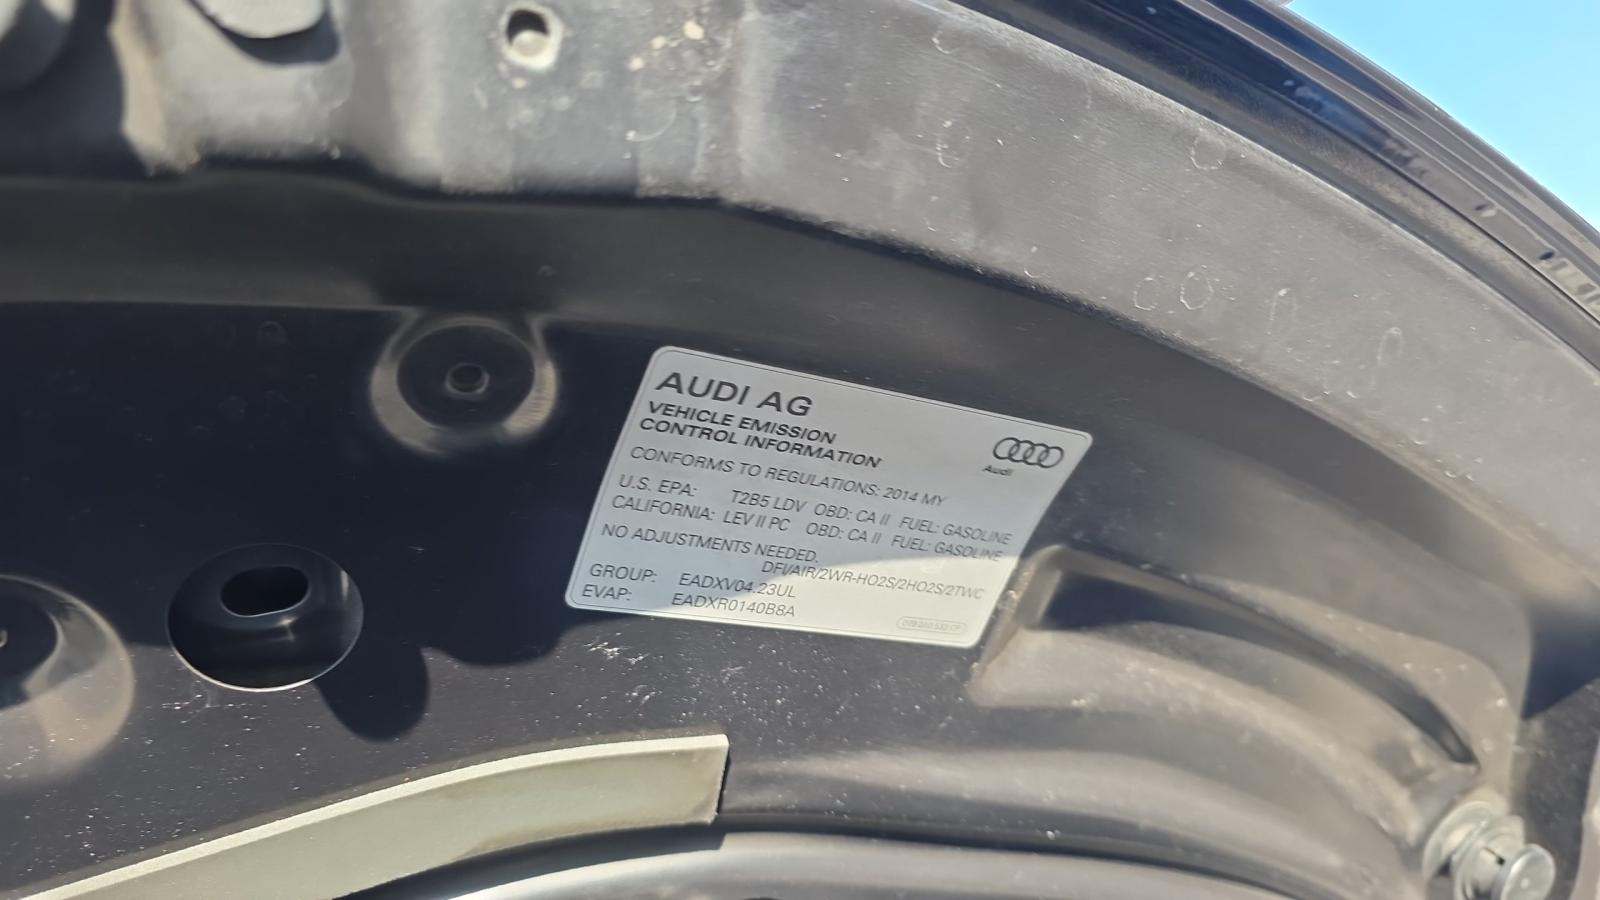 AUDI AG
VEHICLE EMISSION
CONTROL INFORMATION
Audi
CONFORMS TO REGULATIONS: 2014 MY
U.S. EPA: T2B5 LDV OBD: CA II FUEL: GASOLINE
CALIFORNIA: LEV II PC OBD: CA II FUEL: GASOLINE
NO ADJUSTMENTS NEEDED.
DFI/AIR/2WR-HO2S/2HO2S/2TWC
GROUP: EADXV04.23UL
EVAP: EADXR0140B8A